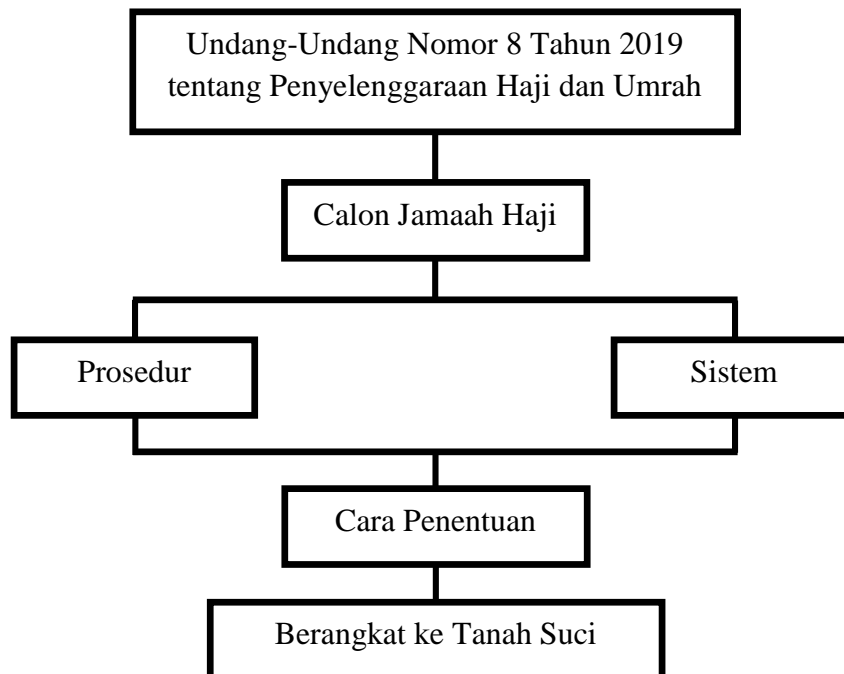 Undang-Undang Nomor 8 Tahun 2019
tentang Penyelenggaraan Haji dan Umrah
Calon Jamaah Haji
Prosedur
Sistem
Cara Penentuan
Berangkat ke Tanah Suci